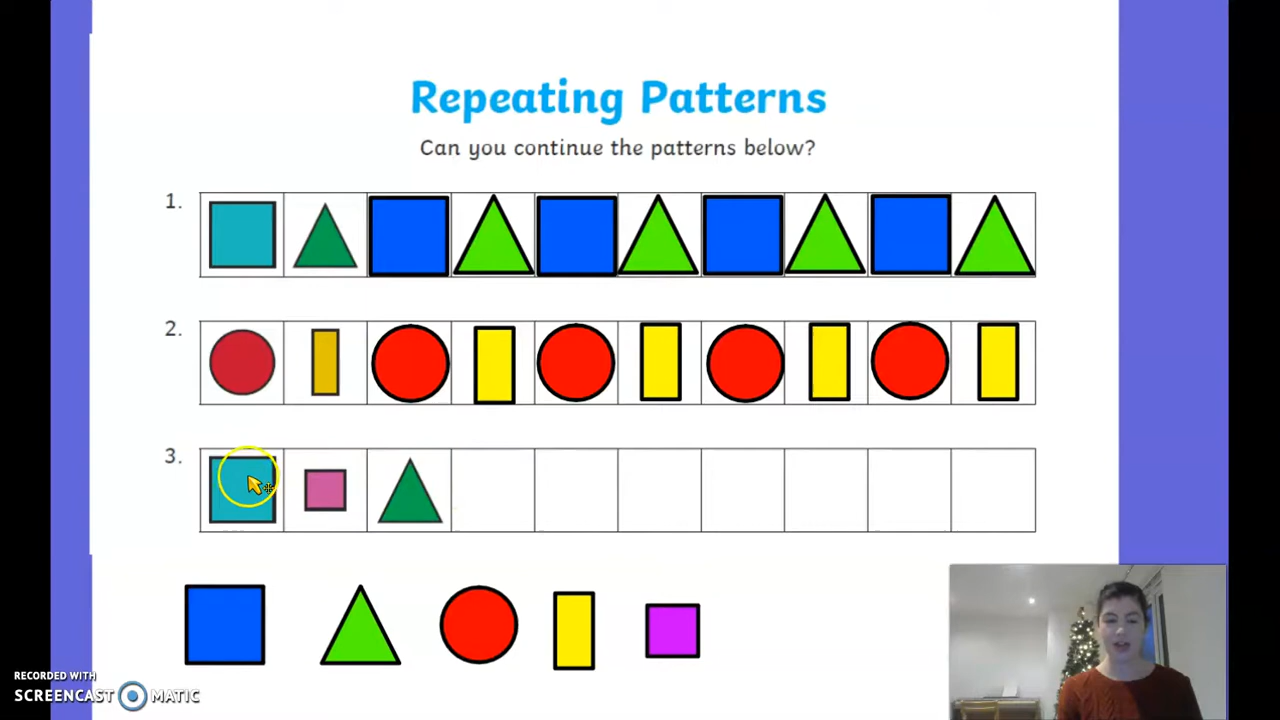 Repeating Patterns
Can you continue the patterns below?
1.
2.
3.
RECORDED WITH
SCREENCAST MATIC